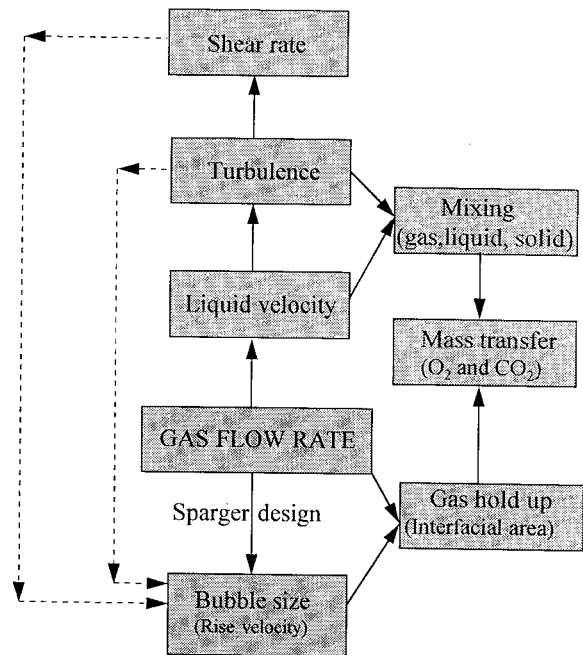 Shear rate
Turbulence
Mixing
(gas,liquid, solid)
Liquid velocity
Mass transfer
(O₂ and CO₂)
GAS FLOW RATE
Sparger design
Gas hold up
(Interfacial area)
Bubble size
(Rise velocity)